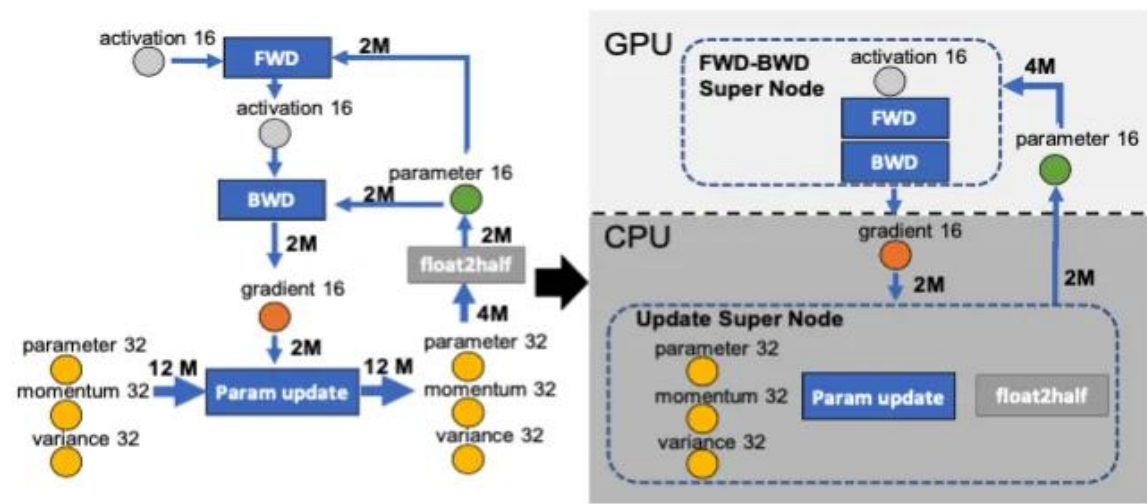 activation 16
FWD
2M
activation 16
BWD
2M
parameter 16
2M
2M
float2half
gradient 16
4M
2M
parameter 32
momentum 32
variance 32
12 M
Param update
12 M
parameter 32
momentum 32
variance 32
GPU
FWD-BWD
Super Node
activation 16
FWD
BWD
4M
parameter 16
CPU
gradient 16
2M
2M
Update Super Node
parameter 32
momentum 32
variance 32
Param update
float2half